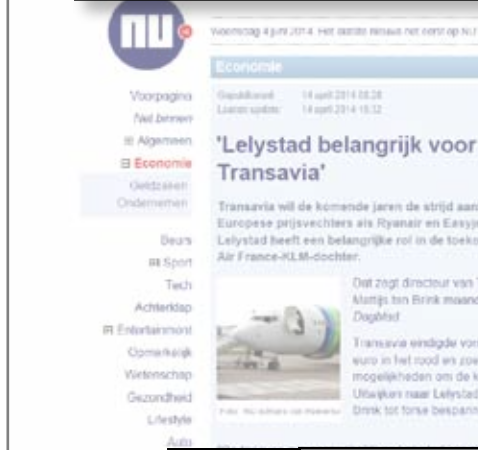 nu
Woensdag 4 juni 2014 Het laatste nieuws het eerst op NU
Economie
Voorpagina
Net binnen
Algemeen
Economie
Geldzaken
Ondernemen
Beurs
Sport
Tech
Achterklap
Entertainment
Opmerkelijk
Wetenschap
Gezondheid
Lifestyle
Auto
Gepubliceerd: 14 april 2014 08:28
Laatste update: 14 april 2014 16:32
'Lelystad belangrijk voor
Transavia'
Transavia wil de komende jaren de strijd aan
Europese prijsvechters als Ryanair en Easyj
Lelystad heeft een belangrijke rol in de toeko
Air France-KLM-dochter.
Dat zegt directeur van
Mattijs ten Brink maand
Dagblad.
Transavia eindigde vor
euro in het rood en zoe
mogelijkheden om de k
Uitwijken naar Lelystad
Brink tot forse bespari
Foto: